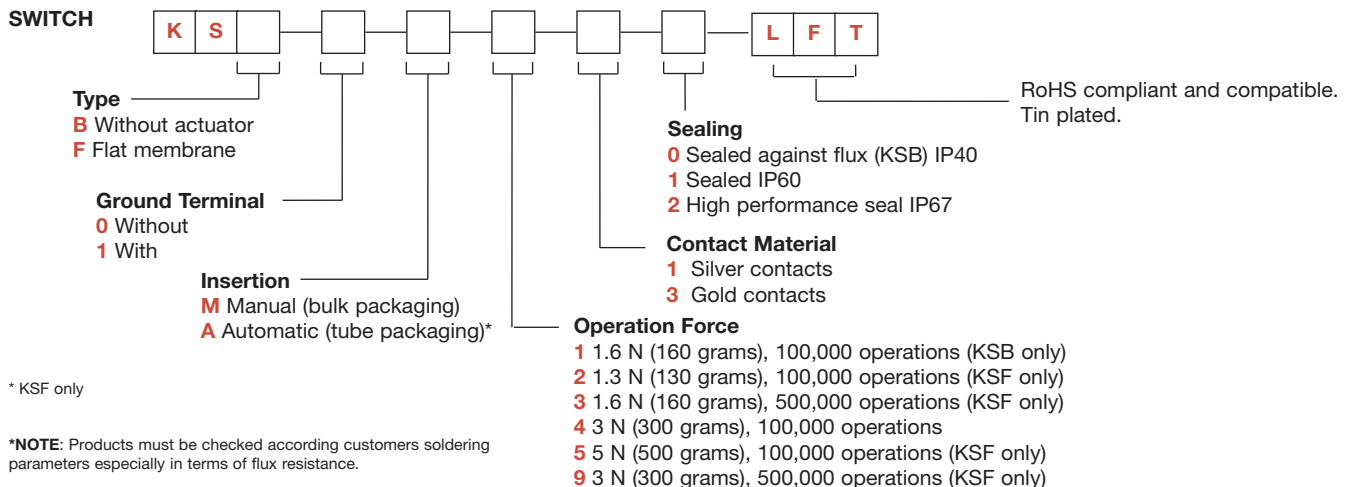 SWITCH
K S L F T
Type
B Without actuator
F Flat membrane
Ground Terminal
0 Without
1 With
Insertion
M Manual (bulk packaging)
A Automatic (tube packaging)*
Operation Force
1 1.6 N (160 grams), 100,000 operations (KSB only)
2 1.3 N (130 grams), 100,000 operations (KSF only)
3 1.6 N (160 grams), 500,000 operations (KSF only)
4 3 N (300 grams), 100,000 operations
5 5 N (500 grams), 100,000 operations (KSF only)
9 3 N (300 grams), 500,000 operations (KSF only)
Contact Material
1 Silver contacts
3 Gold contacts
Sealing
0 Sealed against flux (KSB) IP40
1 Sealed IP60
2 High performance seal IP67
RoHS compliant and compatible.
Tin plated.
* KSF only
*NOTE: Products must be checked according customers soldering
parameters especially in terms of flux resistance.